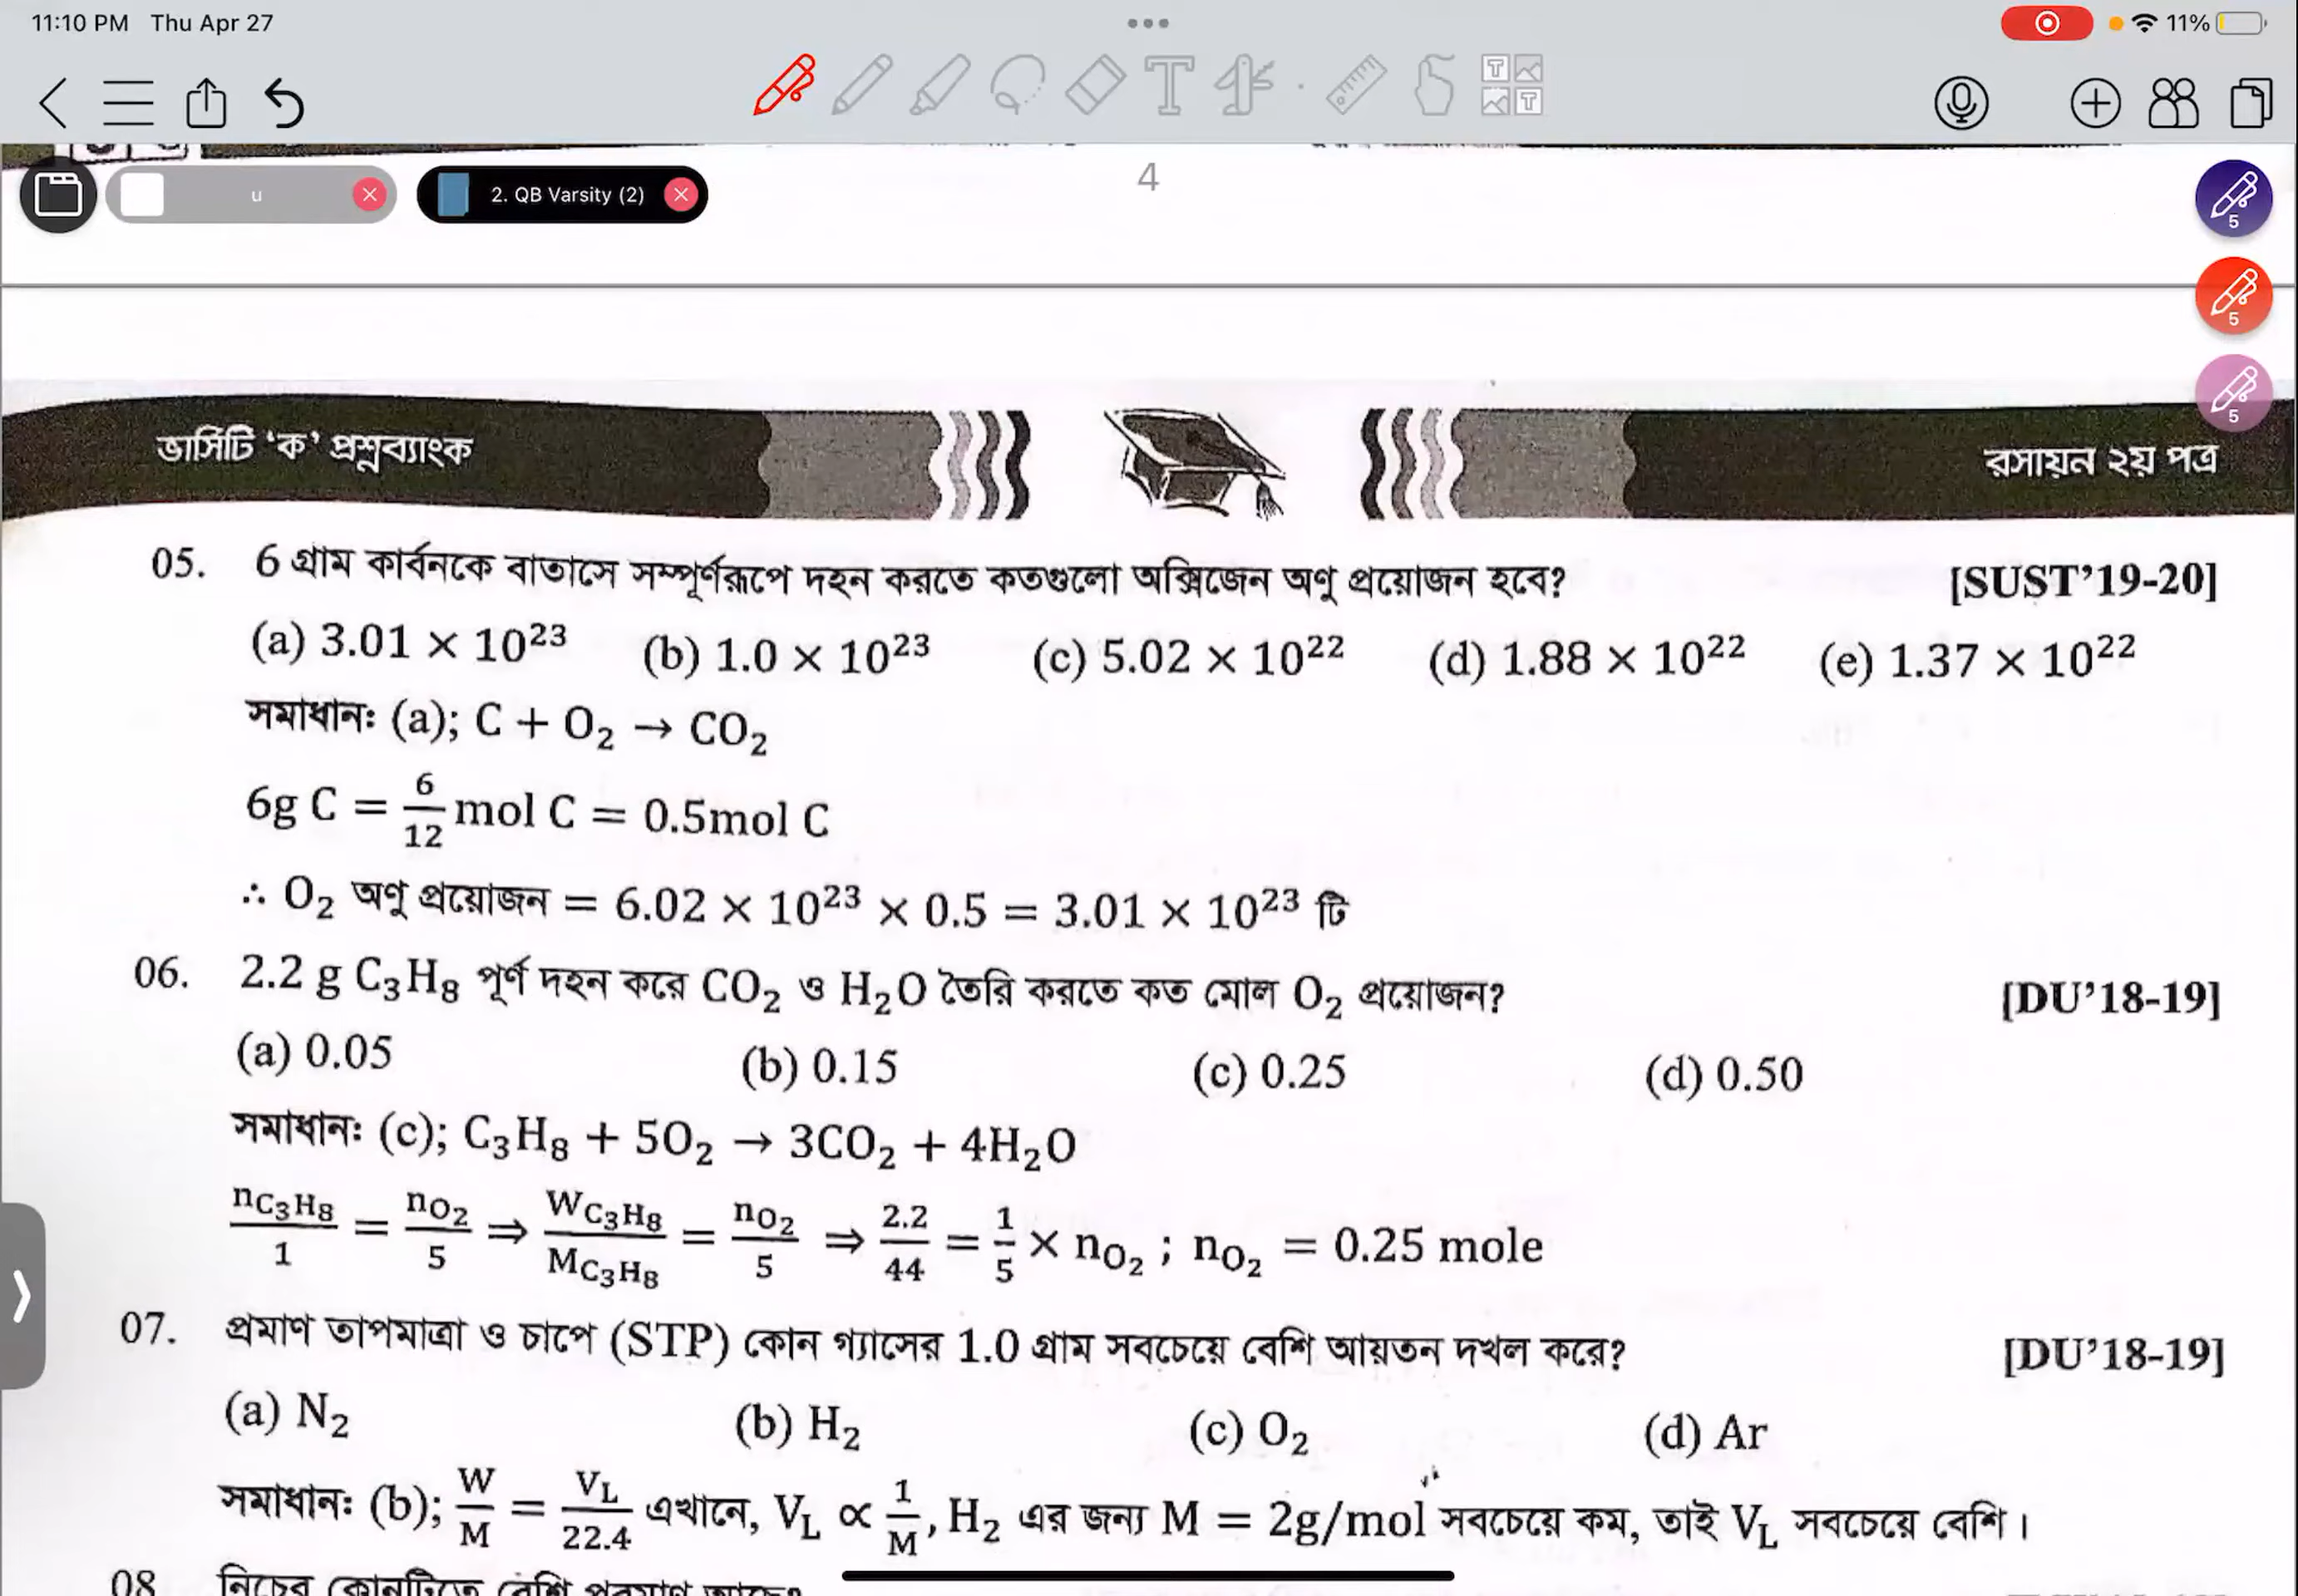 11:10 PM Thu Apr 27
11%
u
2. QB Varsity (2)
4
5
5
5
ভার্সিটি ‘ক’ প্রশ্নব্যাংক
রসায়ন ২য় পত্র
05. 6 গ্রাম কার্বনকে বাতাসে সম্পূর্ণরূপে দহন করতে কতগুলো অক্সিজেন অণু প্রয়োজন হবে? [SUST’19-20]
(a) 3.01 × 10²³ (b) 1.0 × 10²³ (c) 5.02 × 10²² (d) 1.88 × 10²² (e) 1.37 × 10²²
সমাধানঃ (a); C + O₂ → CO₂
6g C = 6/12 mol C = 0.5mol C
∴ O₂ অণু প্রয়োজন = 6.02 × 10²³ × 0.5 = 3.01 × 10²³ টি
06. 2.2 g C₃H₈ পূর্ণ দহন করে CO₂ ও H₂O তৈরি করতে কত মোল O₂ প্রয়োজন? [DU’18-19]
(a) 0.05 (b) 0.15 (c) 0.25 (d) 0.50
সমাধানঃ (c); C₃H₈ + 5O₂ → 3CO₂ + 4H₂O
n_C₃H₈/1 = n_O₂/5 ⇒ W_C₃H₈/M_C₃H₈ = n_O₂/5 ⇒ 2.2/44 = 1/5 × n_O₂ ; n_O₂ = 0.25 mole
07. প্রমাণ তাপমাত্রা ও চাপে (STP) কোন গ্যাসের 1.0 গ্রাম সবচেয়ে বেশি আয়তন দখল করে? [DU’18-19]
(a) N₂ (b) H₂ (c) O₂ (d) Ar
সমাধানঃ (b); W/M = V_L/22.4 এখানে, V_L ∝ 1/M, H₂ এর জন্য M = 2g/mol সবচেয়ে কম, তাই V_L সবচেয়ে বেশি।
08